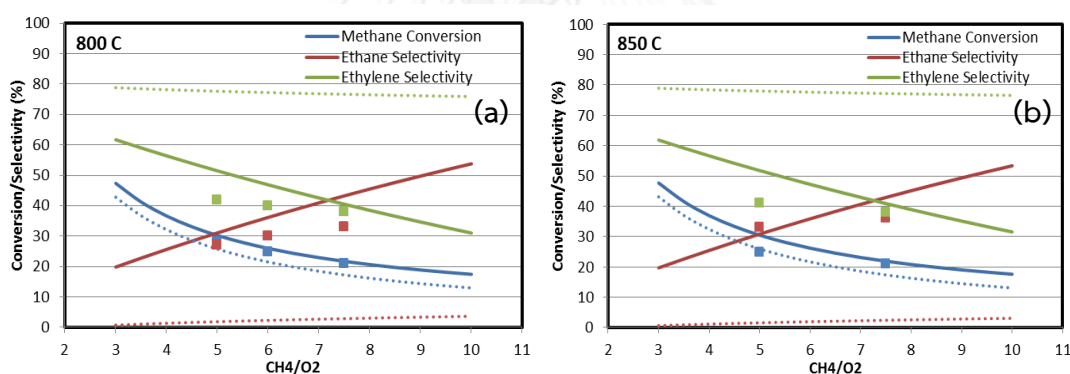 800 C
Methane Conversion
Ethane Selectivity
Ethylene Selectivity
(a)
Conversion/Selectivity (%)
100
90
80
70
60
50
40
30
20
10
0
2 3 4 5 6 7 8 9 10 11
CH4/O2
850 C
Methane Conversion
Ethane Selectivity
Ethylene Selectivity
(b)
Conversion/Selectivity (%)
100
90
80
70
60
50
40
30
20
10
0
2 3 4 5 6 7 8 9 10 11
CH4/O2